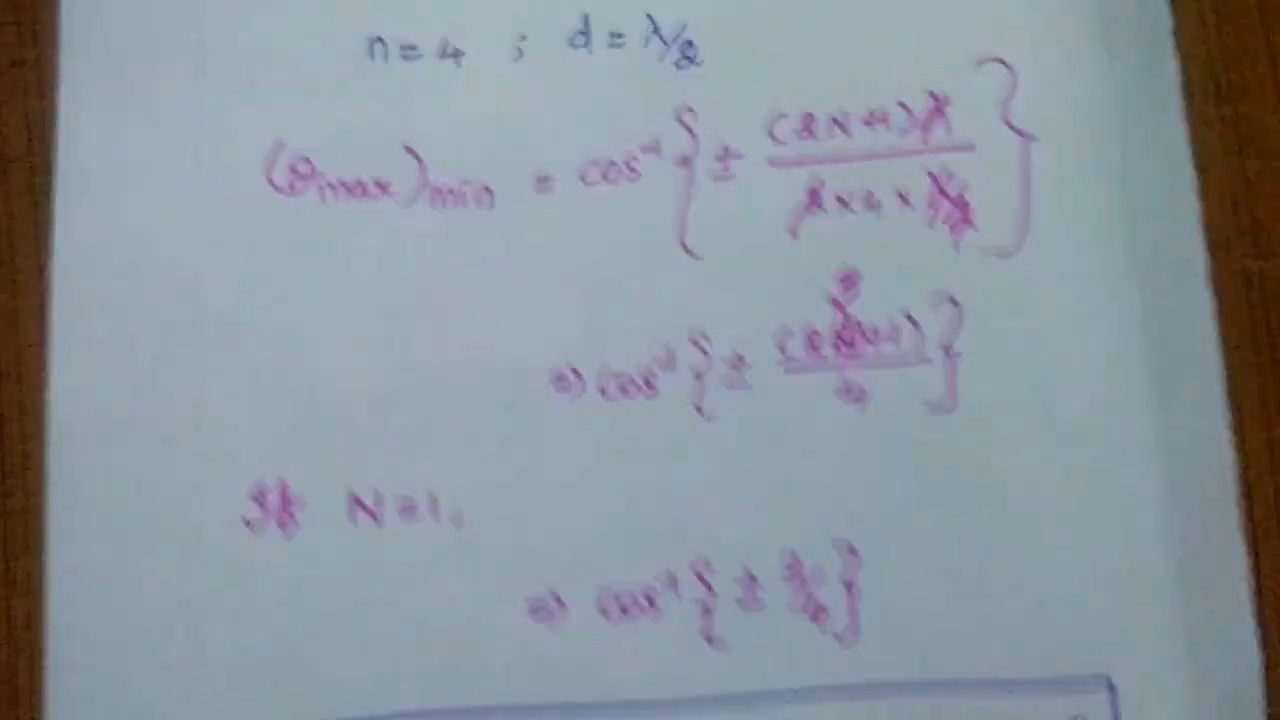 n = 4 ; d = λ/2
(θmax)min = cos⁻¹ { ± (2N+1)λ / 2×4×λ/2 }
⇒ cos⁻¹ { ± (2N+1) / 4 }
If N=1,
⇒ cos⁻¹ { ± 3/4 }